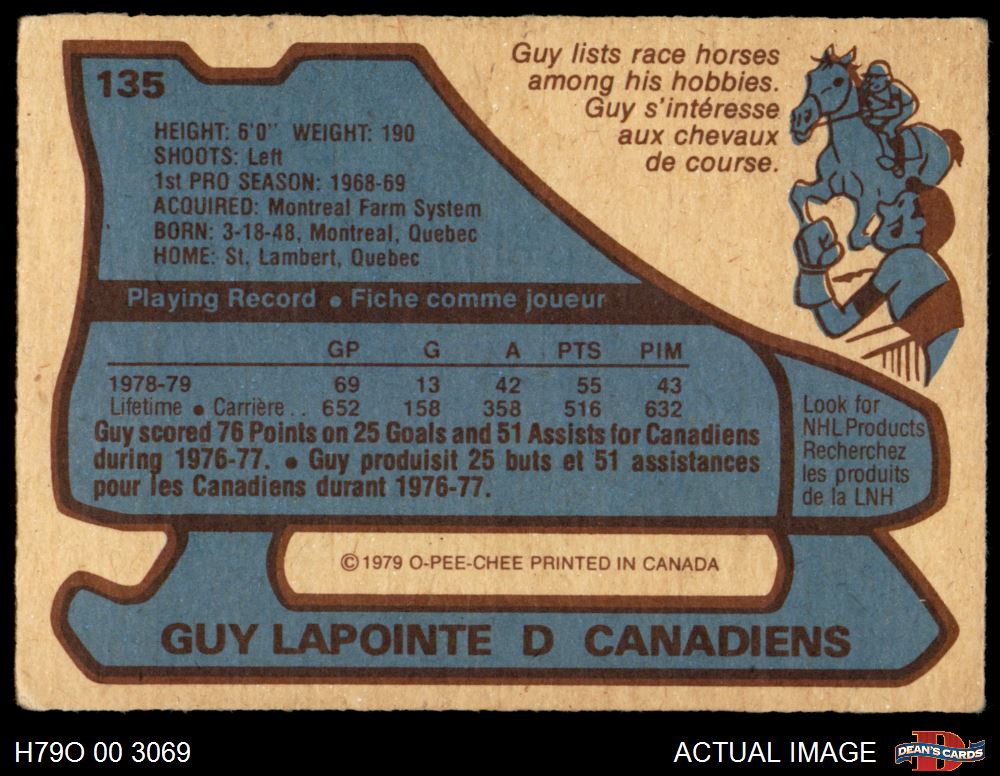 135
Guy lists race horses
among his hobbies.
Guy s'intéresse
aux chevaux
de course.
HEIGHT: 6'0" WEIGHT: 190
SHOOTS: Left
1st PRO SEASON: 1968-69
ACQUIRED: Montreal Farm System
BORN: 3-18-48, Montreal, Quebec
HOME: St. Lambert, Quebec
Playing Record • Fiche comme joueur
GP G A PTS PIM
1978-79 69 13 42 55 43
Lifetime • Carrière . . 652 158 358 516 632
Guy scored 76 Points on 25 Goals and 51 Assists for Canadiens
during 1976-77. • Guy produisit 25 buts et 51 assistances
pour les Canadiens durant 1976-77.
Look for
NHL Products
Recherchez
les produits
de la LNH
©1979 O-PEE-CHEE PRINTED IN CANADA
GUY LAPOINTE D CANADIENS
H79O 00 3069
ACTUAL IMAGE
DEAN'S CARDS